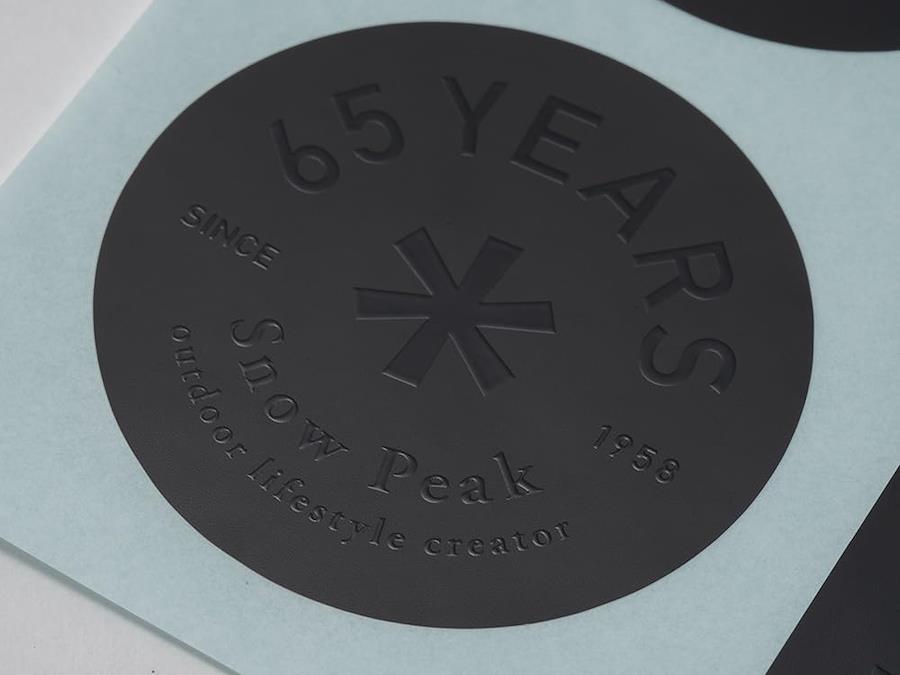 65 YEARS
SINCE
1958
Snow Peak
outdoor lifestyle creator